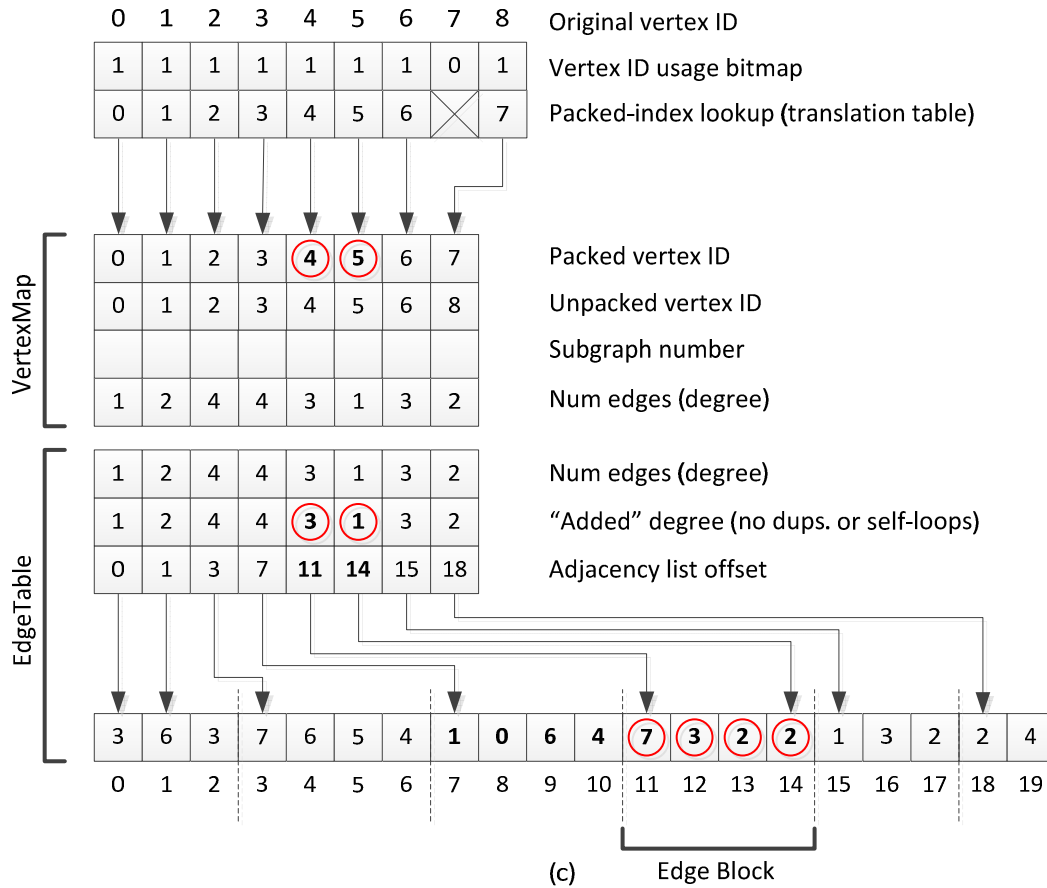 0 1 2 3 4 5 6 7 8 Original vertex ID
1 1 1 1 1 1 1 0 1 Vertex ID usage bitmap
0 1 2 3 4 5 6 7 Packed-index lookup (translation table)
VertexMap
0 1 2 3 4 5 6 7 Packed vertex ID
0 1 2 3 4 5 6 8 Unpacked vertex ID
Subgraph number
1 2 4 4 3 1 3 2 Num edges (degree)
EdgeTable
1 2 4 4 3 1 3 2 Num edges (degree)
1 2 4 4 3 1 3 2 “Added” degree (no dups. or self-loops)
0 1 3 7 11 14 15 18 Adjacency list offset
3 6 3 7 6 5 4 1 0 6 4 7 3 2 2 1 3 2 2 4
0 1 2 3 4 5 6 7 8 9 10 11 12 13 14 15 16 17 18 19
(c) Edge Block